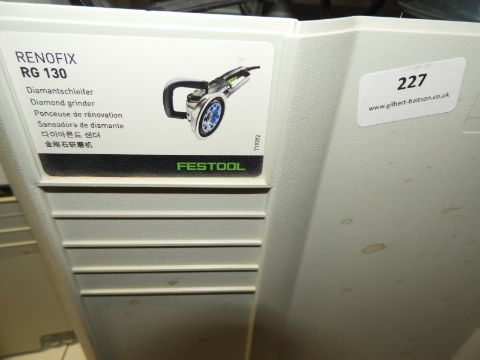 RENOFIX
RG 130
Diamantschleifer
Diamond grinder
Ponceuse de rénovation
Saneadora de diamante
다이아몬드 샌더
金刚石研磨机
FESTOOL
227
www.gilbert-baitson.co.uk